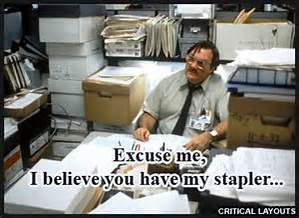 Excuse me,
I believe you have my stapler...
CRITICAL LAYOUTS